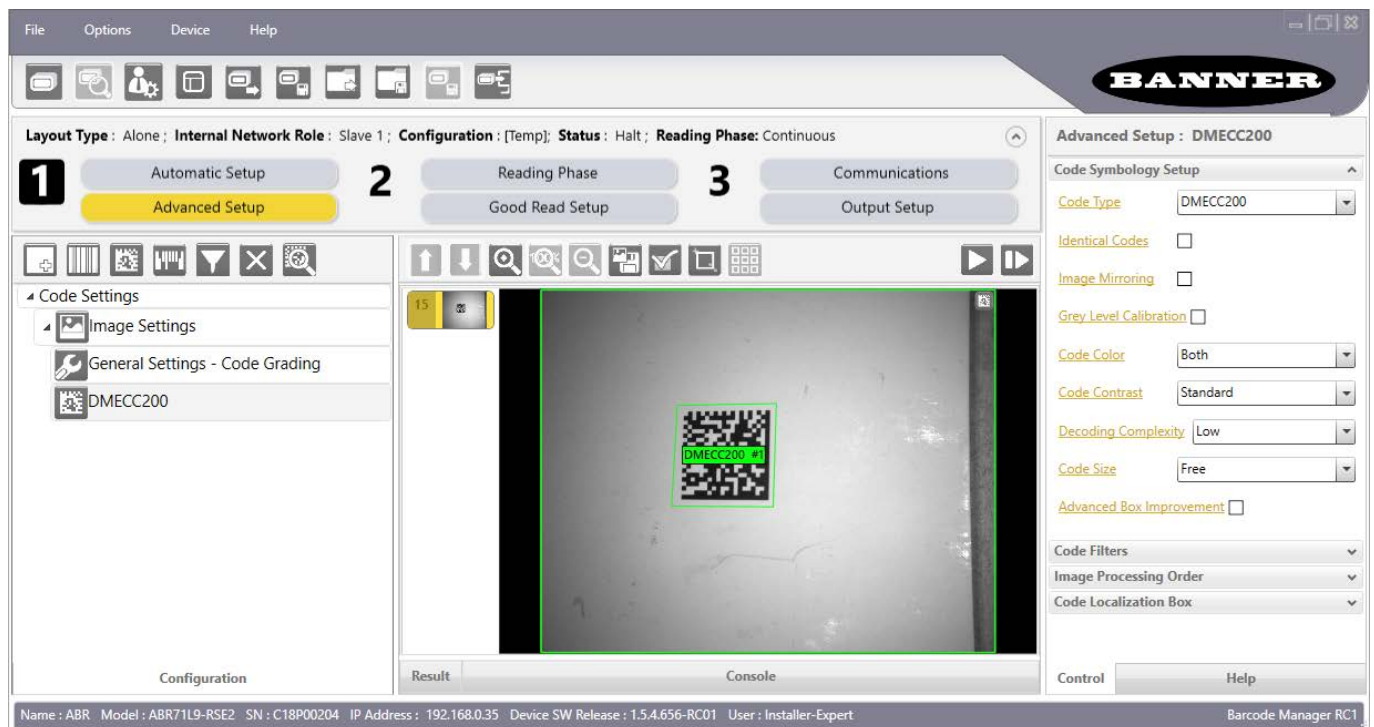 File Options Device Help
BANNER
Layout Type : Alone ; Internal Network Role : Slave 1 ; Configuration : [Temp]; Status : Halt ; Reading Phase: Continuous
1 Automatic Setup
Advanced Setup
2 Reading Phase
Good Read Setup
3 Communications
Output Setup
100%
Code Settings
Image Settings
General Settings - Code Grading
DMECC200
Configuration
15
DMECC200 #1
Result Console
Advanced Setup : DMECC200
Code Symbology Setup
Code Type DMECC200
Identical Codes
Image Mirroring
Grey Level Calibration
Code Color Both
Code Contrast Standard
Decoding Complexity Low
Code Size Free
Advanced Box Improvement
Code Filters
Image Processing Order
Code Localization Box
Control Help
Name : ABR Model : ABR71L9-RSE2 SN : C18P00204 IP Address : 192.168.0.35 Device SW Release : 1.5.4.656-RC01 User : Installer-Expert Barcode Manager RC1